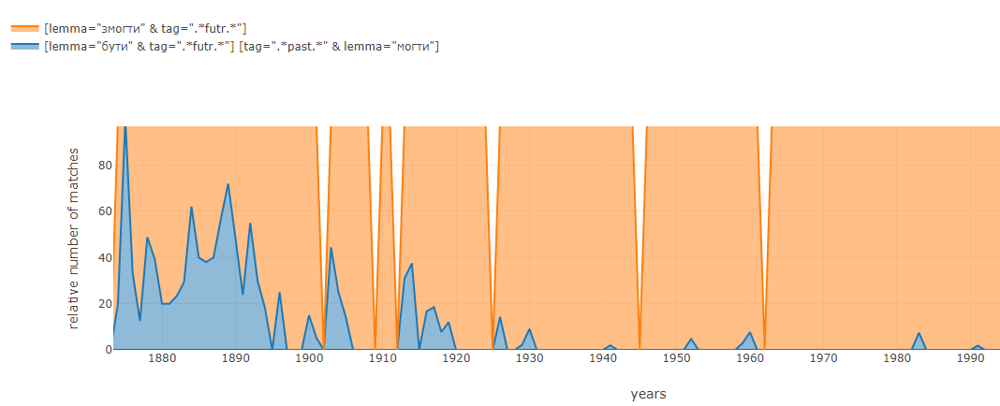 [lemma="змогти" & tag=".*futr.*"]
[lemma="бути" & tag=".*futr.*"] [tag=".*past.*" & lemma="могти"]
relative number of matches
80
60
40
20
0
1880 1890 1900 1910 1920 1930 1940 1950 1960 1970 1980 1990
years